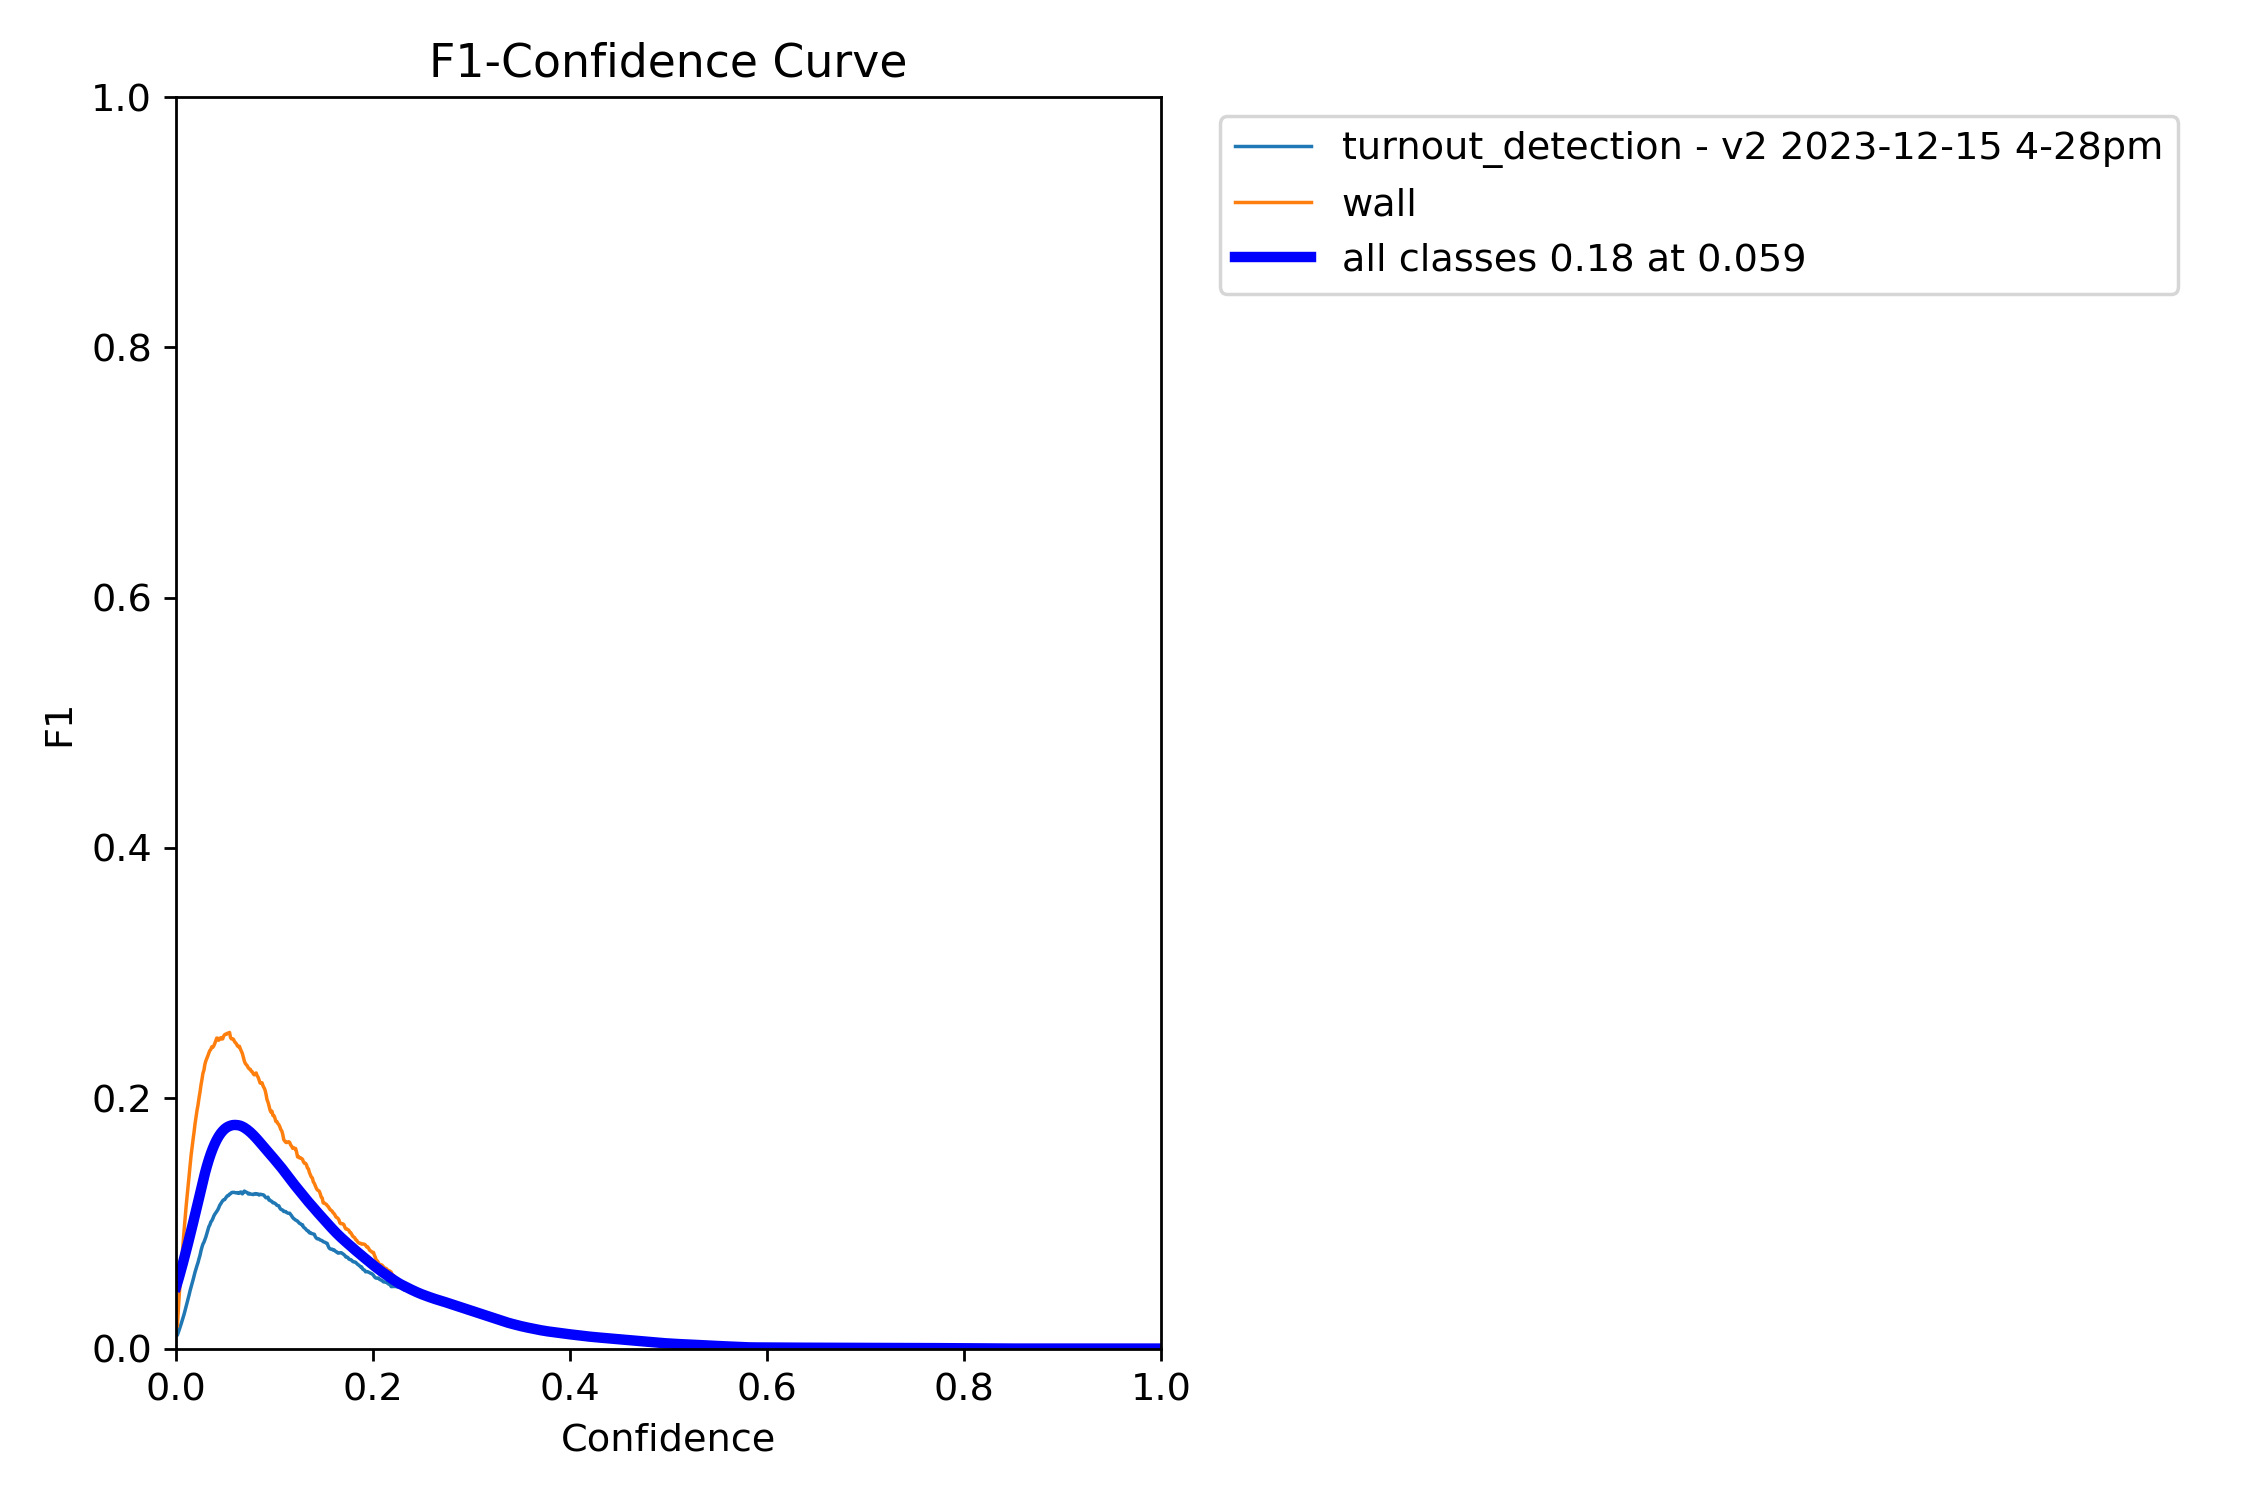 F1-Confidence Curve
1.0
0.8
0.6
0.4
0.2
0.0
F1
0.0 0.2 0.4 0.6 0.8 1.0
Confidence
turnout_detection - v2 2023-12-15 4-28pm
wall
all classes 0.18 at 0.059